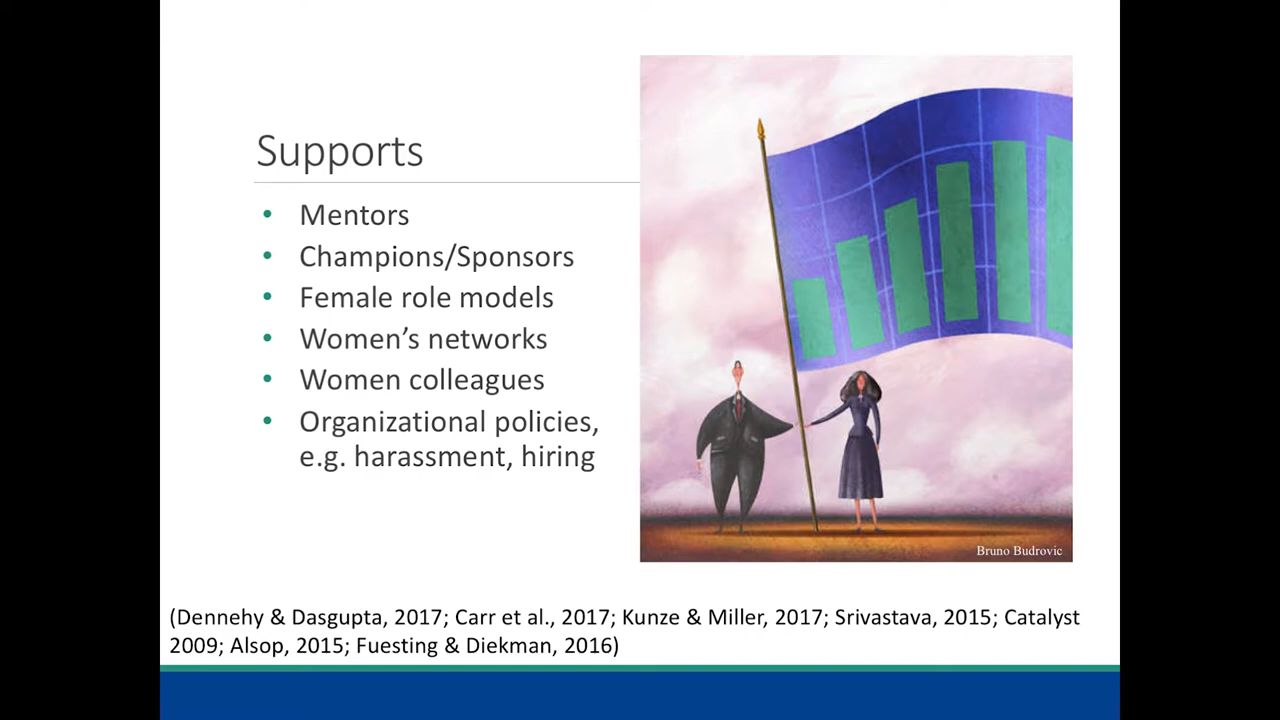 Supports
• Mentors
• Champions/Sponsors
• Female role models
• Women’s networks
• Women colleagues
• Organizational policies,
e.g. harassment, hiring
Bruno Budrovic
(Dennehy & Dasgupta, 2017; Carr et al., 2017; Kunze & Miller, 2017; Srivastava, 2015; Catalyst
2009; Alsop, 2015; Fuesting & Diekman, 2016)